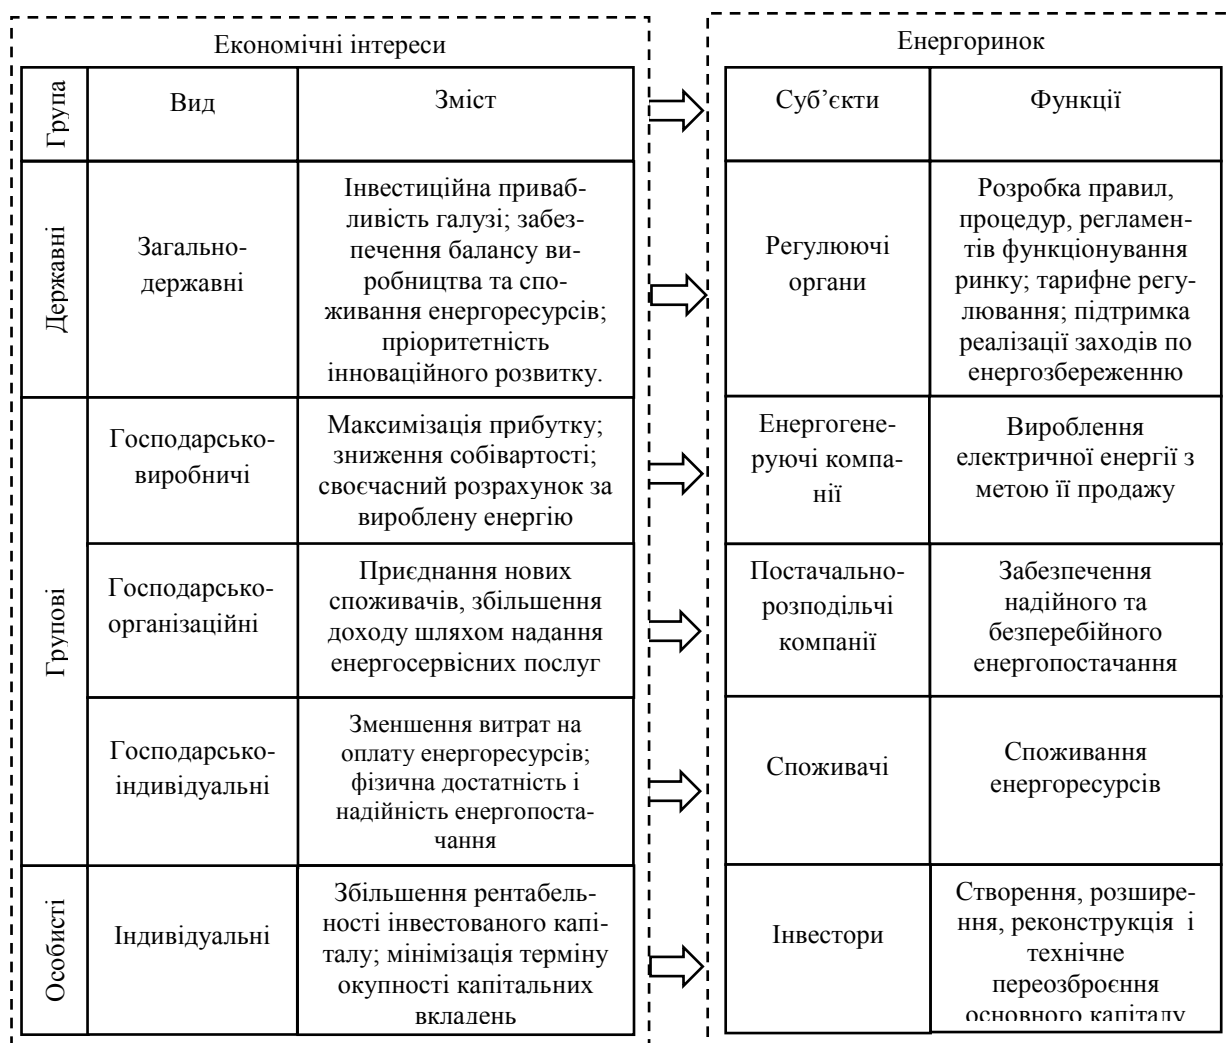 Економічні інтереси
Група
Вид
Зміст
Державні
Загально-
державні
Інвестиційна приваб-
ливість галузі; забез-
печення балансу ви-
робництва та спо-
живання енергоресурсів;
пріоритетність
інноваційного розвитку.
Групові
Господарсько-
виробничі
Максимізація прибутку;
зниження собівартості;
своєчасний розрахунок за
вироблену енергію
Господарсько-
організаційні
Приєднання нових
споживачів, збільшення
доходу шляхом надання
енергосервісних послуг
Господарсько-
індивідуальні
Зменшення витрат на
оплату енергоресурсів;
фізична достатність і
надійність енергопоста-
чання
Особисті
Індивідуальні
Збільшення рентабель-
ності інвестованого капі-
талу; мінімізація терміну
окупності капітальних
вкладень
Енергоринок
Суб’єкти
Функції
Регулюючі
органи
Розробка правил,
процедур, регламен-
тів функціонування
ринку; тарифне регу-
лювання; підтримка
реалізації заходів по
енергозбереженню
Енергогене-
руючі компа-
нії
Вироблення
електричної енергії з
метою її продажу
Постачально-
розподільчі
компанії
Забезпечення
надійного та
безперебійного
енергопостачання
Споживачі
Споживання
енергоресурсів
Інвестори
Створення, розшире-
ння, реконструкція і
технічне
переозброєння
основного капіталу